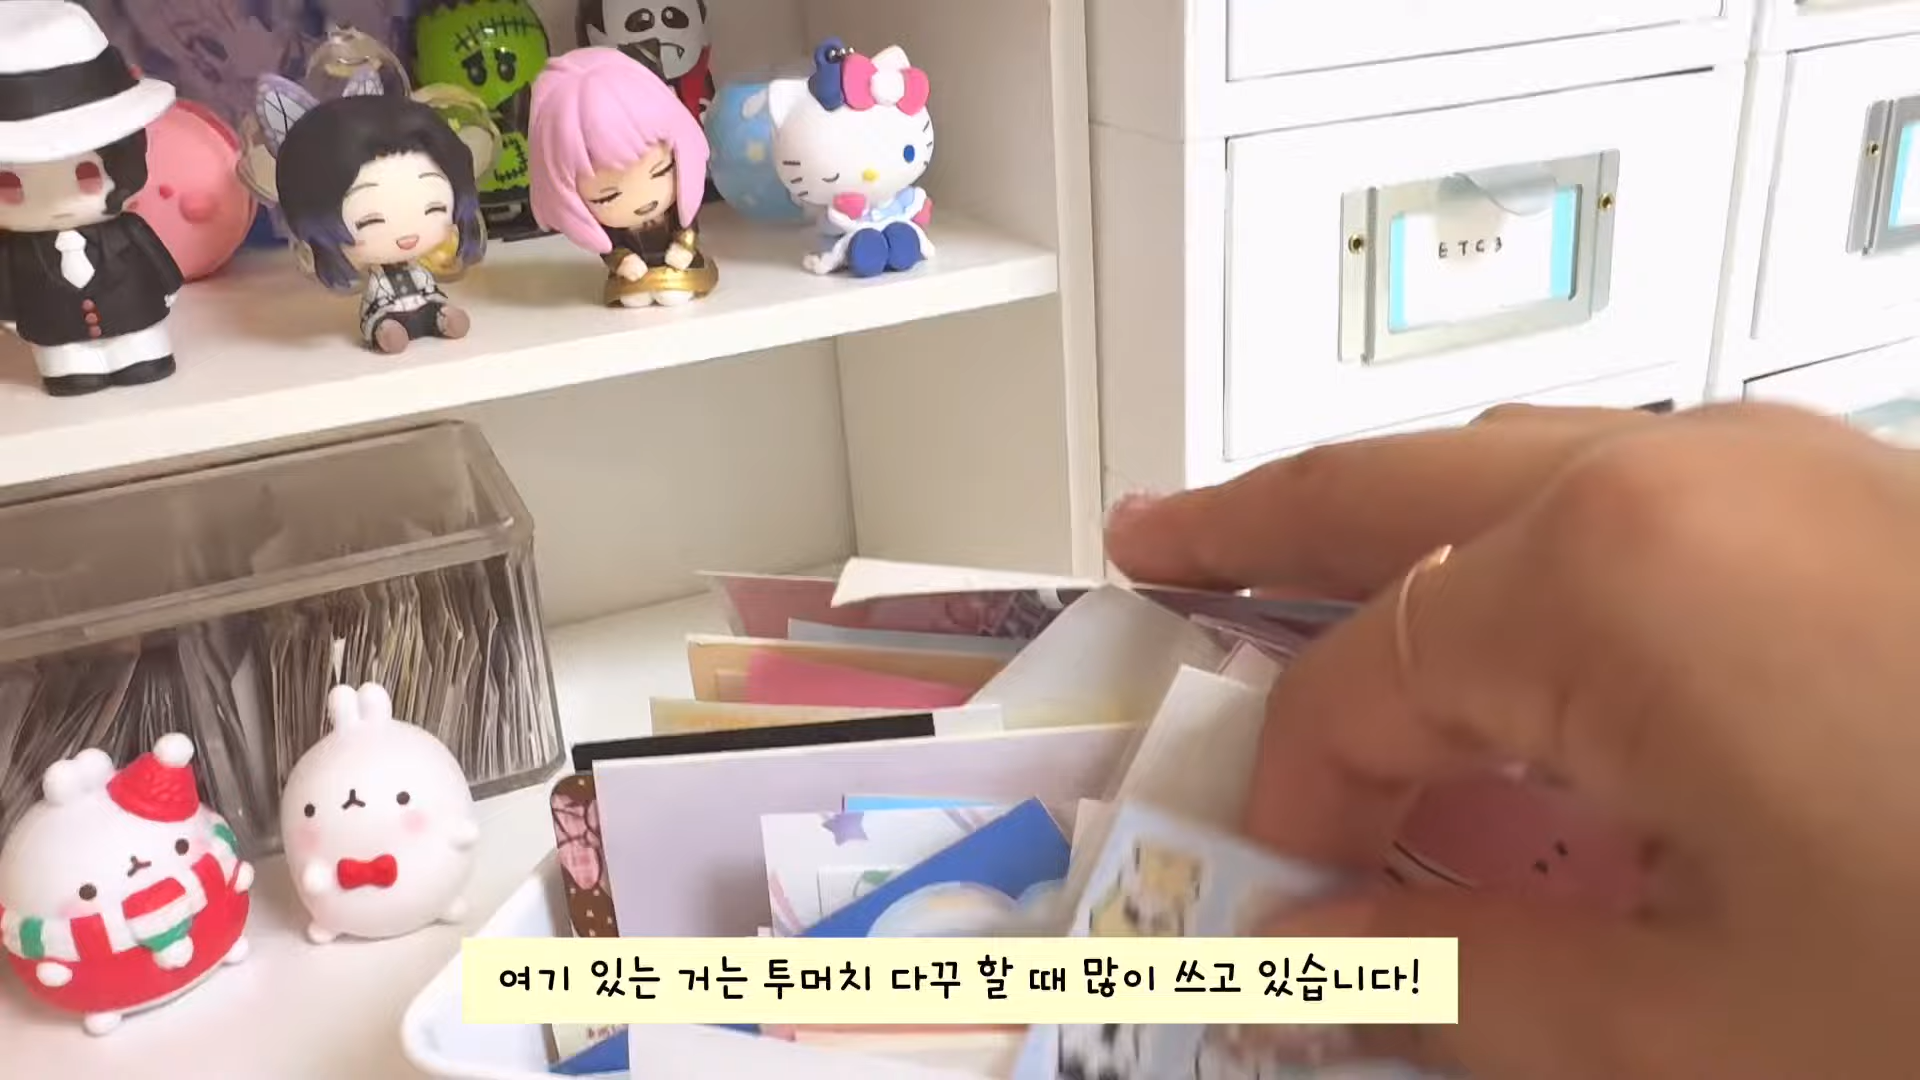 ETC3
여기 있는 거는 투머치 다꾸 할 때 많이 쓰고 있습니다!